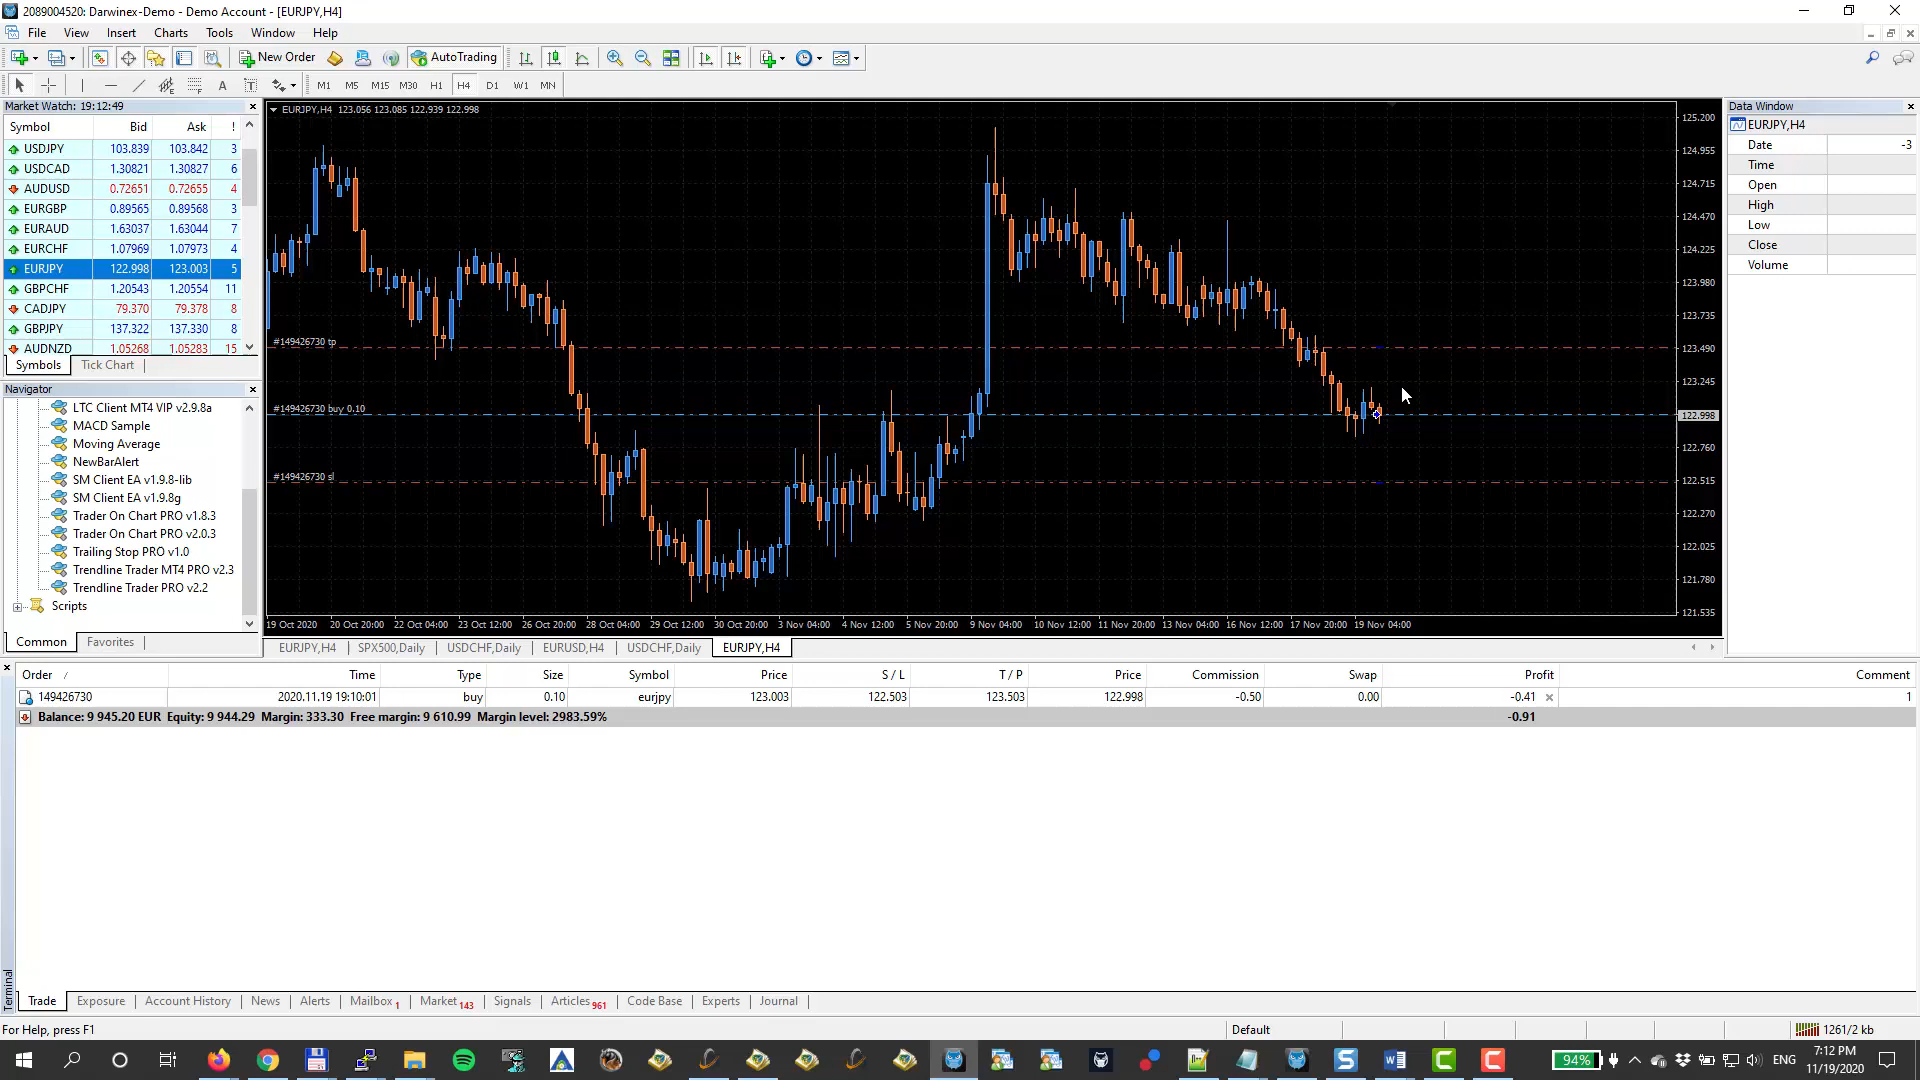 2089004520: Darwinex-Demo - Demo Account - [EURJPY,H4]
File View Insert Charts Tools Window Help
New Order AutoTrading
A T M1 M5 M15 M30 H1 H4 D1 W1 MN
Market Watch: 19:12:49
Symbol Bid Ask !
USDJPY 103.839 103.842 3
USDCAD 1.30821 1.30827 6
AUDUSD 0.72651 0.72655 4
EURGBP 0.89565 0.89568 3
EURAUD 1.63037 1.63044 7
EURCHF 1.07969 1.07973 4
EURJPY 122.998 123.003 5
GBPCHF 1.20543 1.20554 11
CADJPY 79.370 79.378 8
GBPJPY 137.322 137.330 8
AUDNZD 1.05268 1.05283 15
Symbols Tick Chart
Navigator
LTC Client MT4 VIP v2.9.8a
MACD Sample
Moving Average
NewBarAlert
SM Client EA v1.9.8-lib
SM Client EA v1.9.8g
Trader On Chart PRO v1.8.3
Trader On Chart PRO v2.0.3
Trailing Stop PRO v1.0
Trendline Trader MT4 PRO v2.3
Trendline Trader PRO v2.2
Scripts
Common Favorites
EURJPY,H4 123.056 123.085 122.939 122.998
#149426730 tp
#149426730 buy 0.10
#149426730 sl
125.200
124.955
124.715
124.470
124.225
123.980
123.735
123.490
123.245
122.998
122.760
122.515
122.270
122.025
121.780
121.535
19 Oct 2020 20 Oct 20:00 22 Oct 04:00 23 Oct 12:00 26 Oct 20:00 28 Oct 04:00 29 Oct 12:00 30 Oct 20:00 3 Nov 04:00 4 Nov 12:00 5 Nov 20:00 9 Nov 04:00 10 Nov 12:00 11 Nov 20:00 13 Nov 04:00 16 Nov 12:00 17 Nov 20:00 19 Nov 04:00
EURJPY,H4 SPX500,Daily USDCHF,Daily EURUSD,H4 USDCHF,Daily EURJPY,H4
Data Window
EURJPY,H4
Date -3
Time
Open
High
Low
Close
Volume
Order / Time Type Size Symbol Price S / L T / P Price Commission Swap Profit Comment
149426730 2020.11.19 19:10:01 buy 0.10 eurjpy 123.003 122.503 123.503 122.998 -0.50 0.00 -0.41 1
Balance: 9 945.20 EUR Equity: 9 944.29 Margin: 333.30 Free margin: 9 610.99 Margin level: 2983.59% -0.91
Terminal
Trade Exposure Account History News Alerts Mailbox 1 Market 143 Signals Articles 961 Code Base Experts Journal
For Help, press F1 Default 1261/2 kb
94% ENG
7:12 PM
11/19/2020